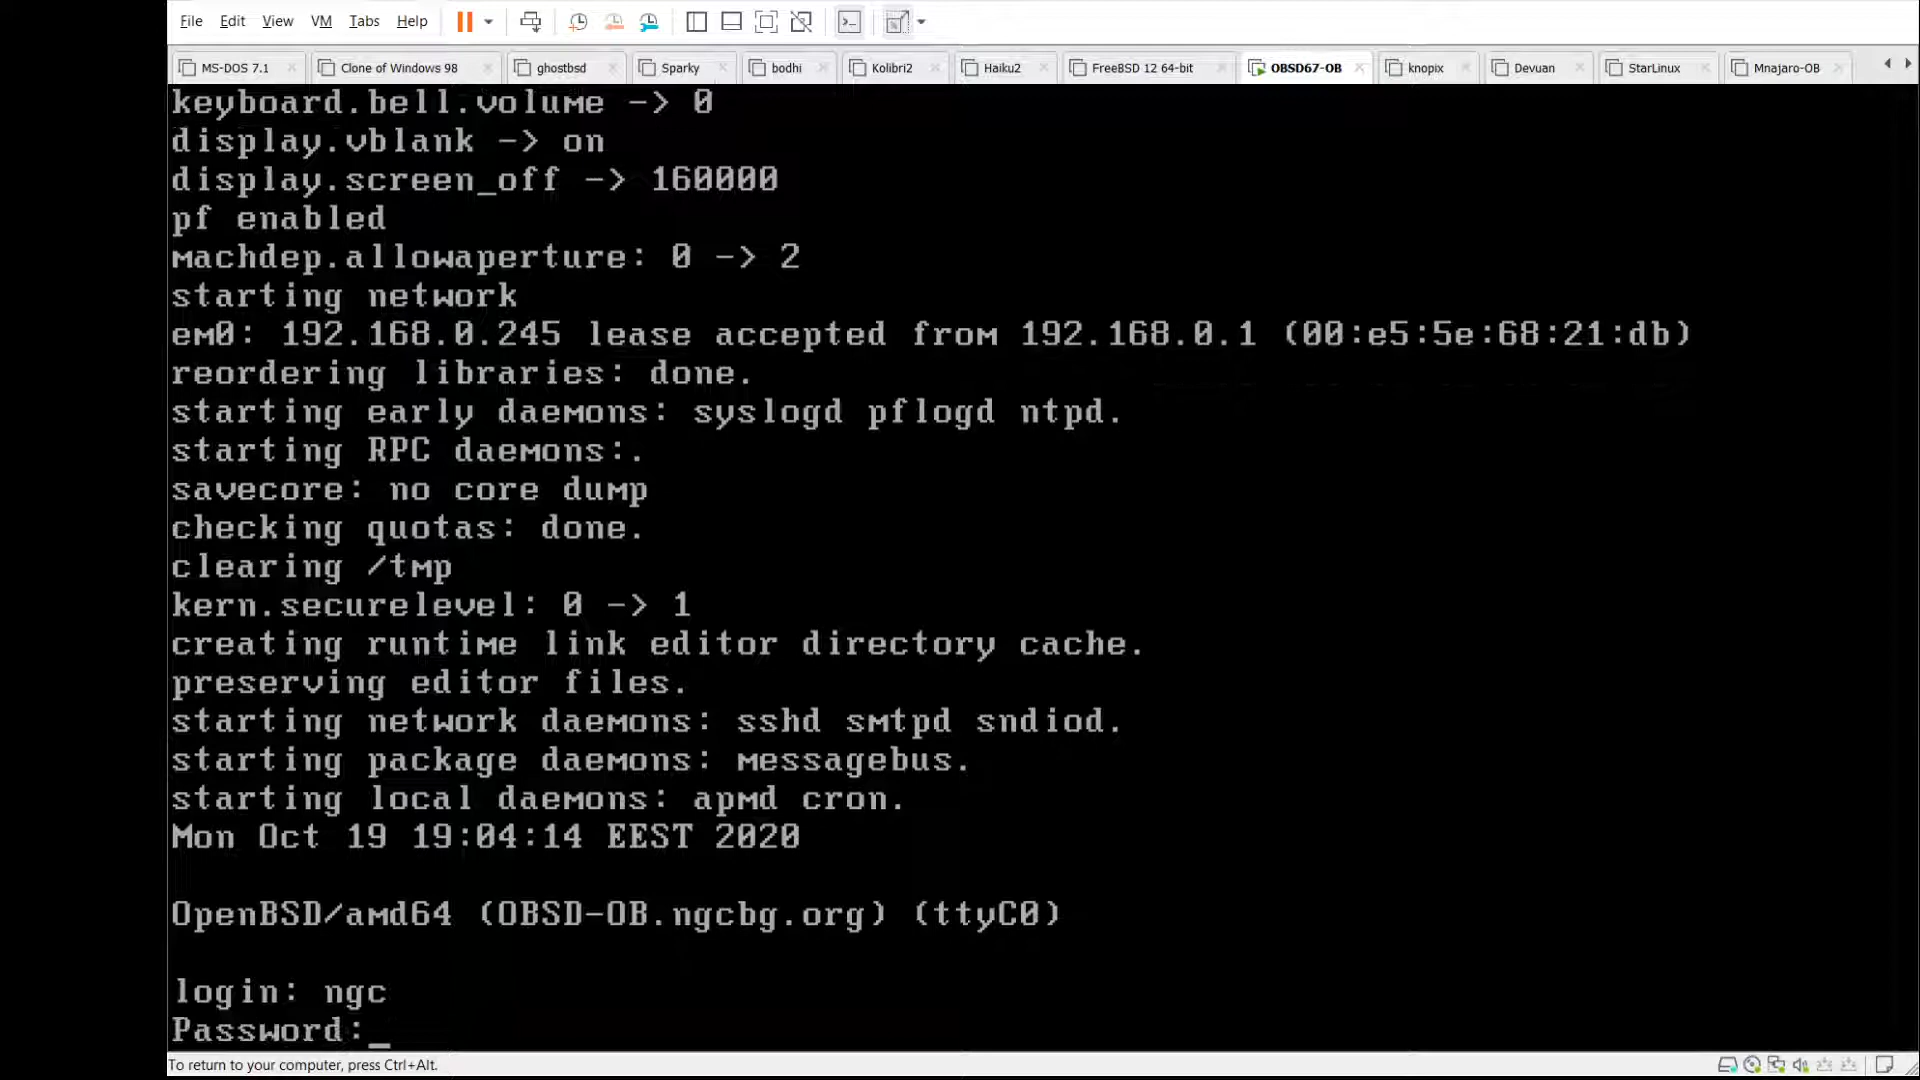 File Edit View VM Tabs Help
MS-DOS 7.1 Clone of Windows 98 ghostbsd Sparky bodhi Kolibri2 Haiku2 FreeBSD 12 64-bit OBSD67-OB knopix Devuan StarLinux Mnajaro-OB
keyboard.bell.volume -> 0
display.vblank -> on
display.screen_off -> 160000
pf enabled
machdep.allowaperture: 0 -> 2
starting network
em0: 192.168.0.245 lease accepted from 192.168.0.1 (00:e5:5e:68:21:db)
reordering libraries: done.
starting early daemons: syslogd pflogd ntpd.
starting RPC daemons:.
savecore: no core dump
checking quotas: done.
clearing /tmp
kern.securelevel: 0 -> 1
creating runtime link editor directory cache.
preserving editor files.
starting network daemons: sshd smtpd sndiod.
starting package daemons: messagebus.
starting local daemons: apmd cron.
Mon Oct 19 19:04:14 EEST 2020
OpenBSD/amd64 (OBSD-OB.ngcbg.org) (ttyC0)
login: ngc
Password:_
To return to your computer, press Ctrl+Alt.